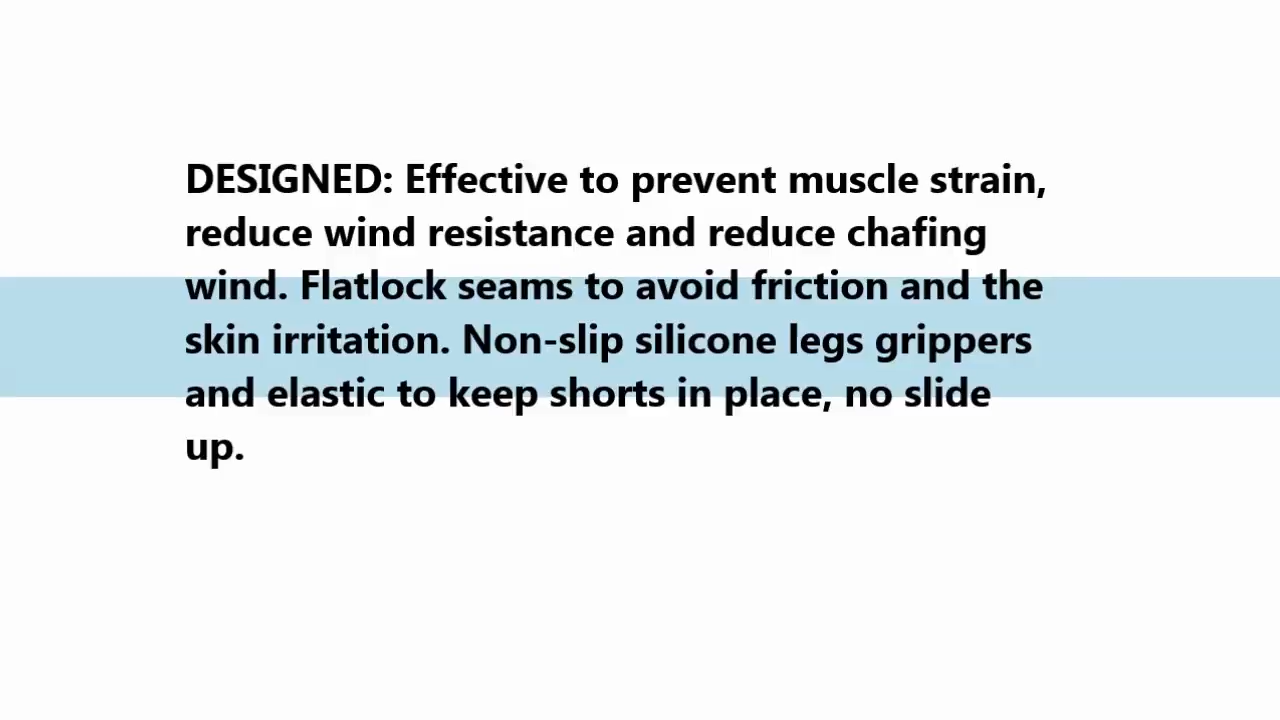 DESIGNED: Effective to prevent muscle strain,
reduce wind resistance and reduce chafing
wind. Flatlock seams to avoid friction and the
skin irritation. Non-slip silicone legs grippers
and elastic to keep shorts in place, no slide
up.